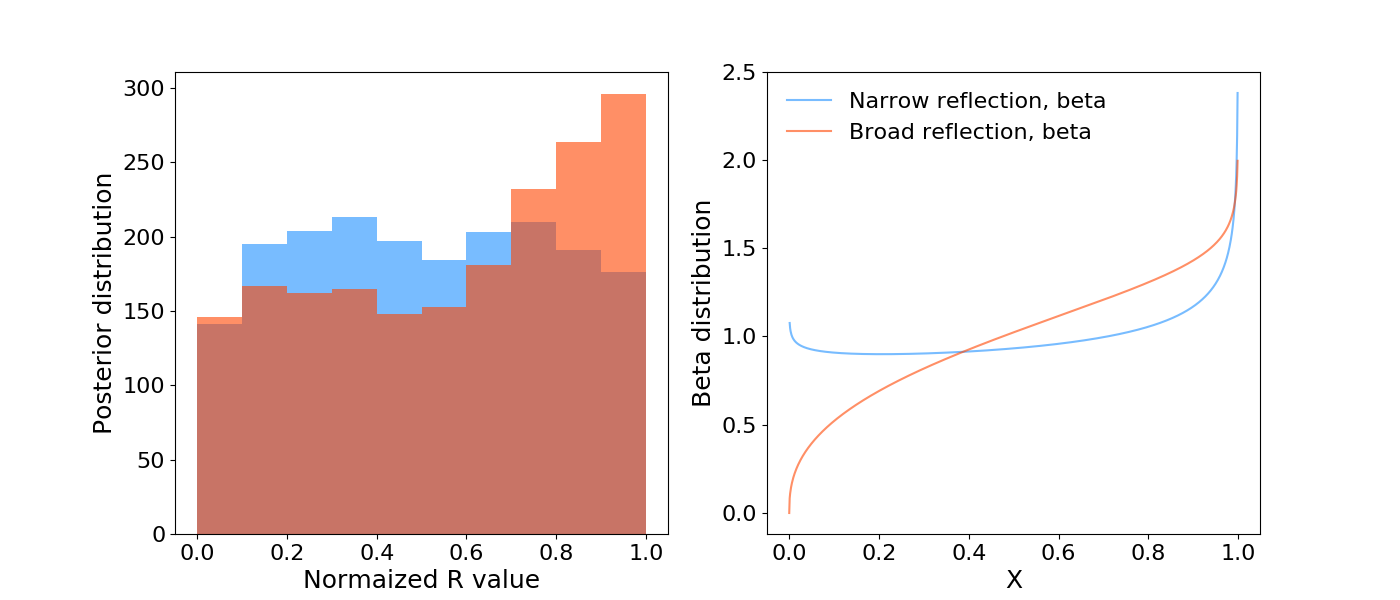 300
250
200
150
100
50
0
0.0 0.2 0.4 0.6 0.8 1.0
Normaized R value
Posterior distribution
2.5
2.0
1.5
1.0
0.5
0.0
0.0 0.2 0.4 0.6 0.8 1.0
X
Beta distribution
Narrow reflection, beta
Broad reflection, beta